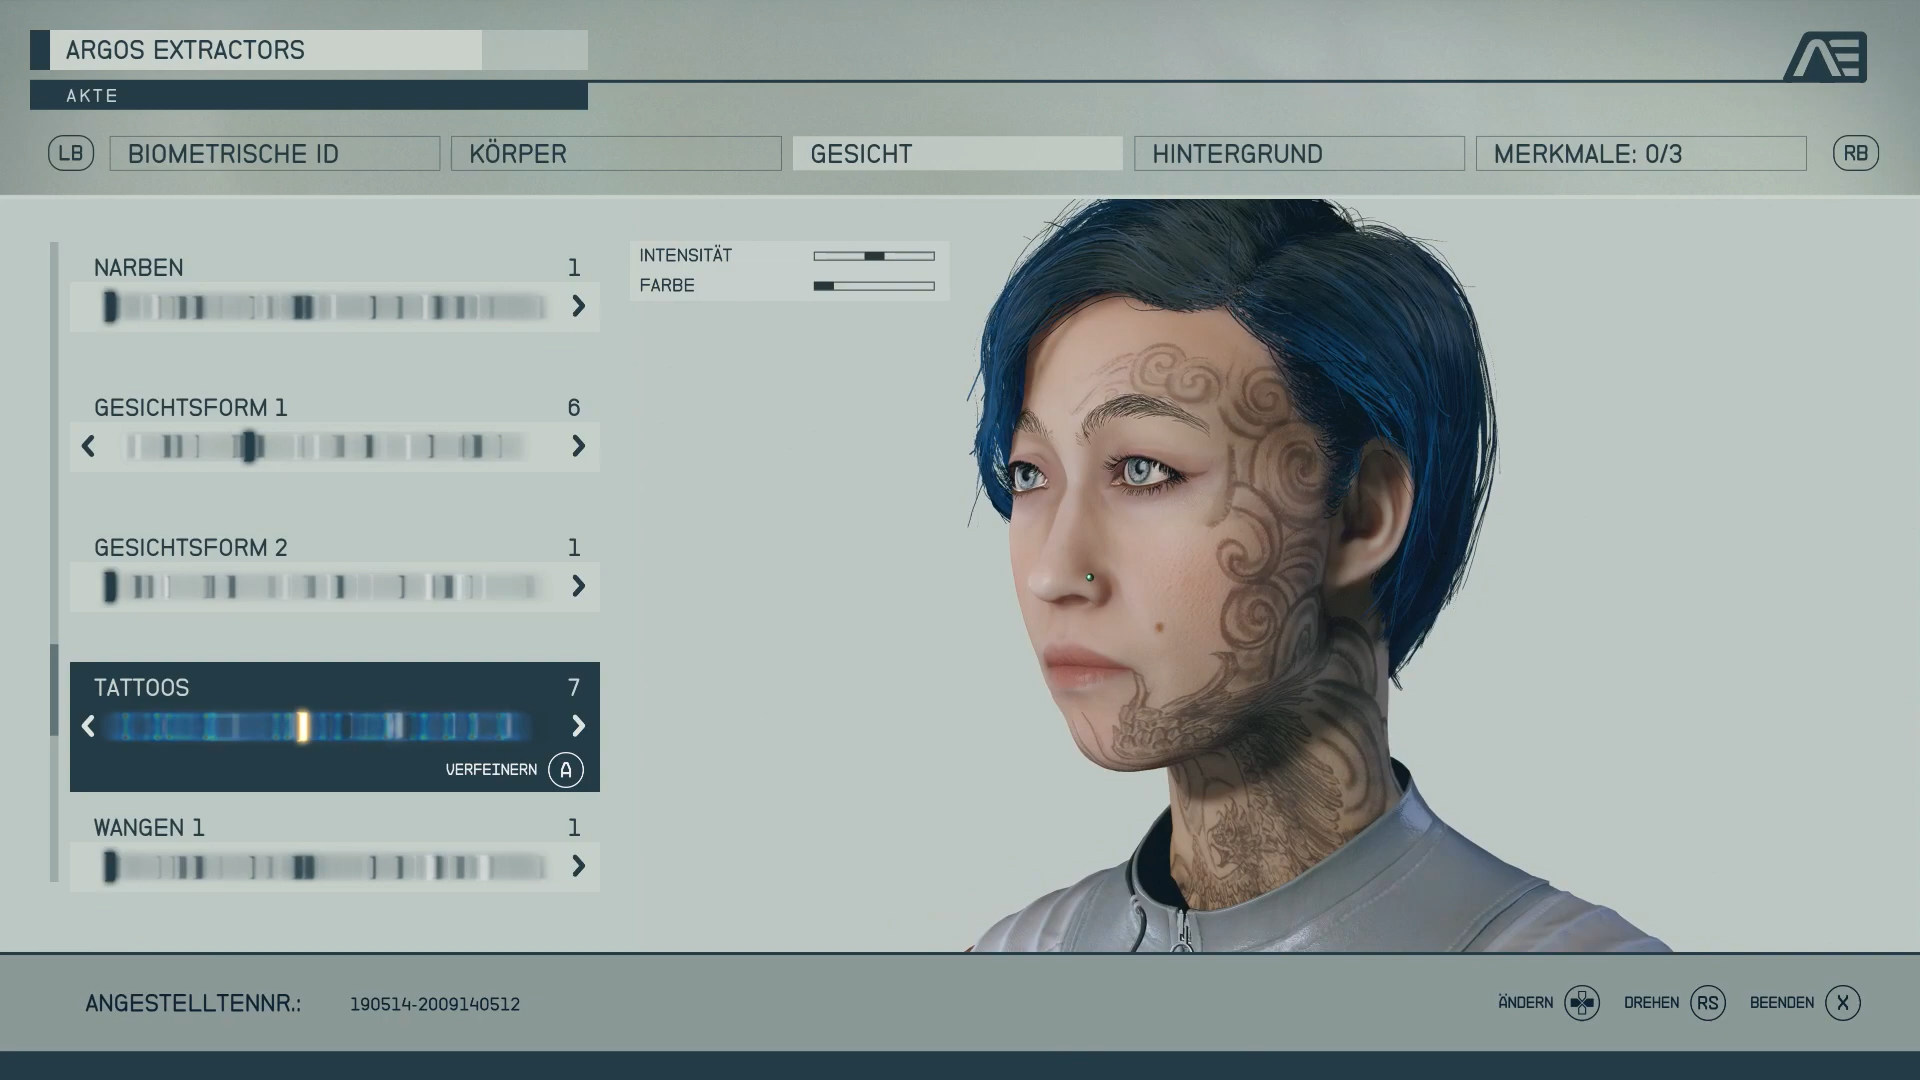 ARGOS EXTRACTORS
AKTE
LB BIOMETRISCHE ID KÖRPER GESICHT HINTERGRUND MERKMALE: 0/3 RB
NARBEN 1
GESICHTSFORM 1 6
GESICHTSFORM 2 1
TATTOOS 7
VERFEINERN A
WANGEN 1 1
INTENSITÄT
FARBE
ANGESTELLTENNR.: 190514-2009140512
ÄNDERN DREHEN RS BEENDEN X